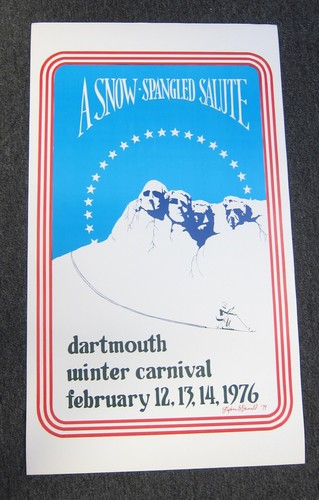 A SNOW-SPANGLED SALUTE
dartmouth
winter carnival
february 12, 13, 14, 1976